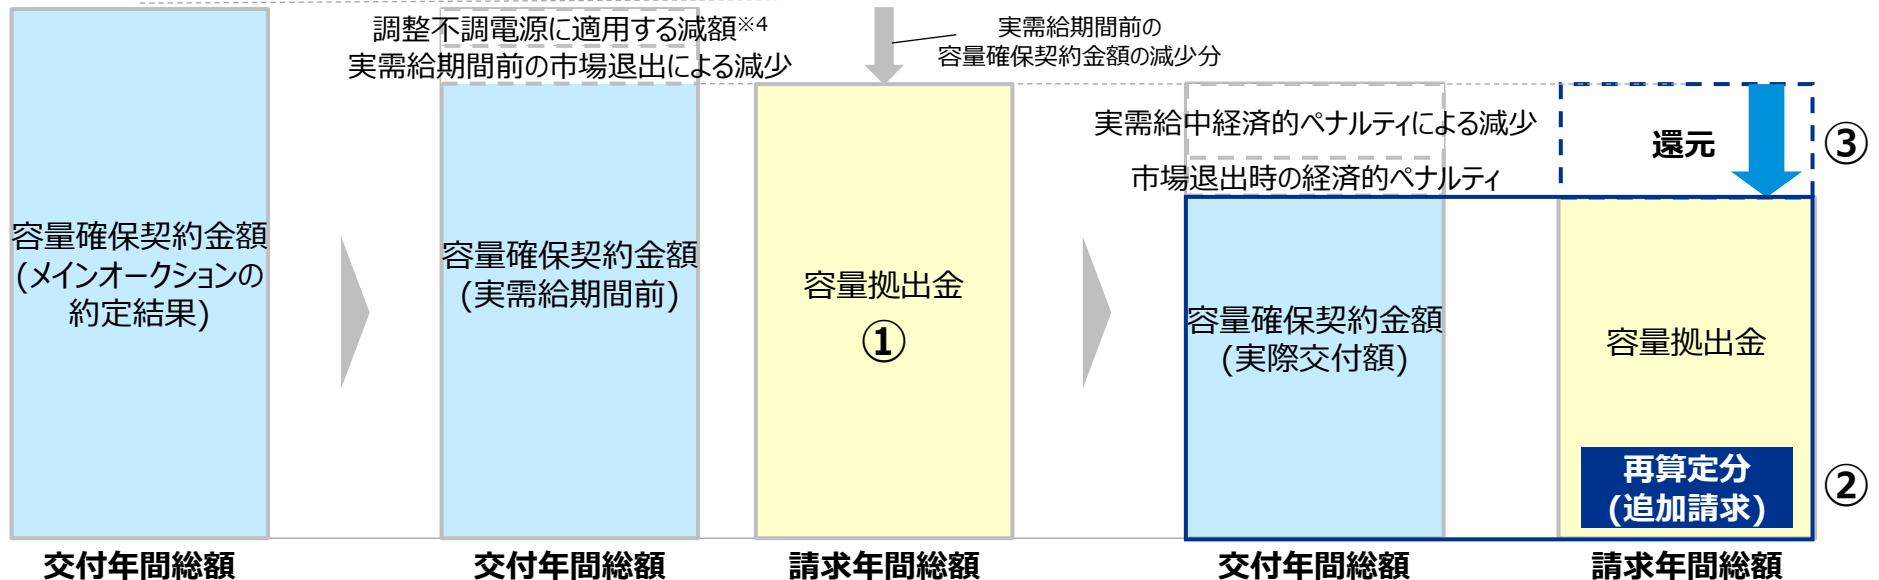 容量確保契約金額
(メインオークションの
約定結果)
交付年間総額
調整不調電源に適用する減額※4
実需給期間前の市場退出による減少
容量確保契約金額
(実需給期間前)
交付年間総額
実需給期間前の
容量確保契約金額の減少分
容量拠出金
①
請求年間総額
実需給中経済的ペナルティによる減少
市場退出時の経済的ペナルティ
容量確保契約金額
(実際交付額)
交付年間総額
還元
③
容量拠出金
再算定分
(追加請求)
②
請求年間総額